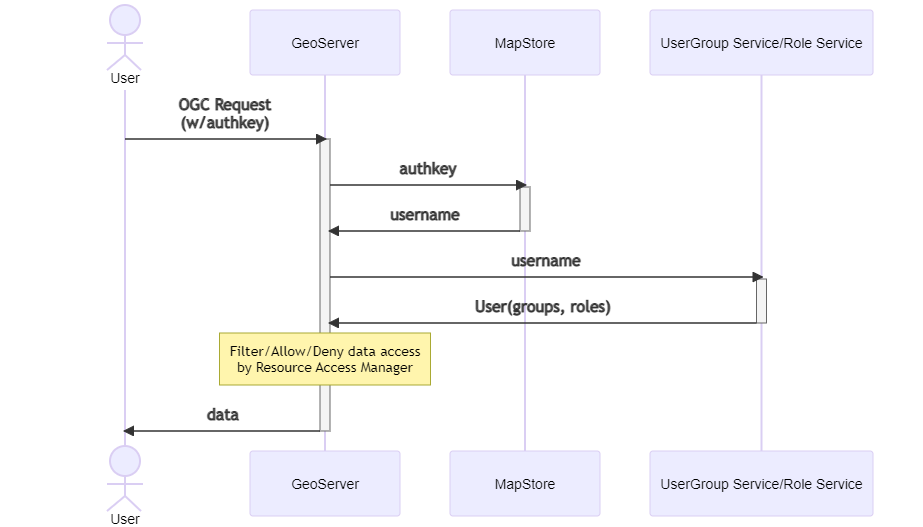 User
GeoServer
MapStore
UserGroup Service/Role Service
OGC Request
(w/authkey)
authkey
username
username
User(groups, roles)
Filter/Allow/Deny data access
by Resource Access Manager
data
User
GeoServer
MapStore
UserGroup Service/Role Service